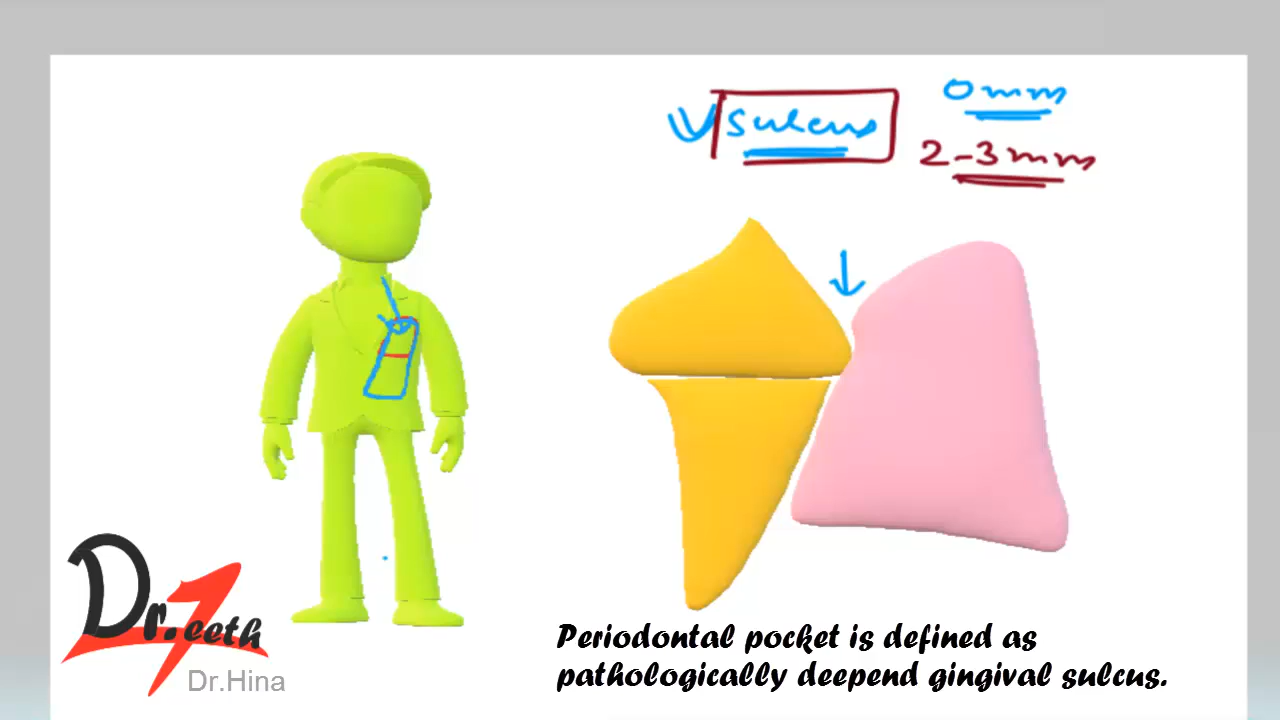 Sulcus
0mm
2-3mm
Dr.Teeth
Dr.Hina
Periodontal pocket is defined as
pathologically deepend gingival sulcus.